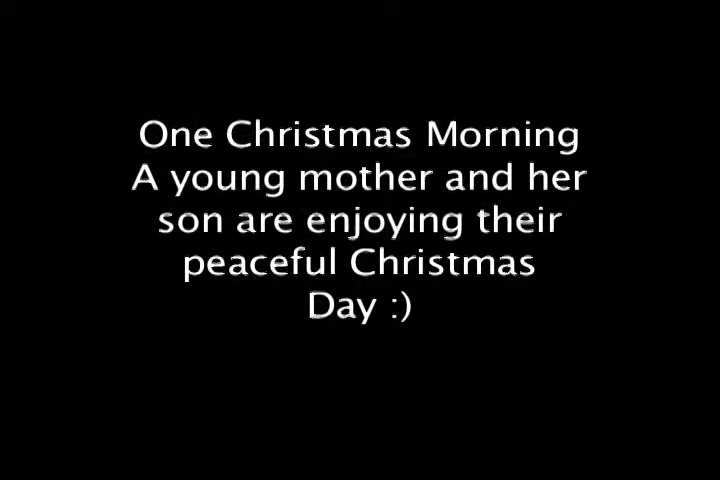 One Christmas Morning
A young mother and her
son are enjoying their
peaceful Christmas
Day :)